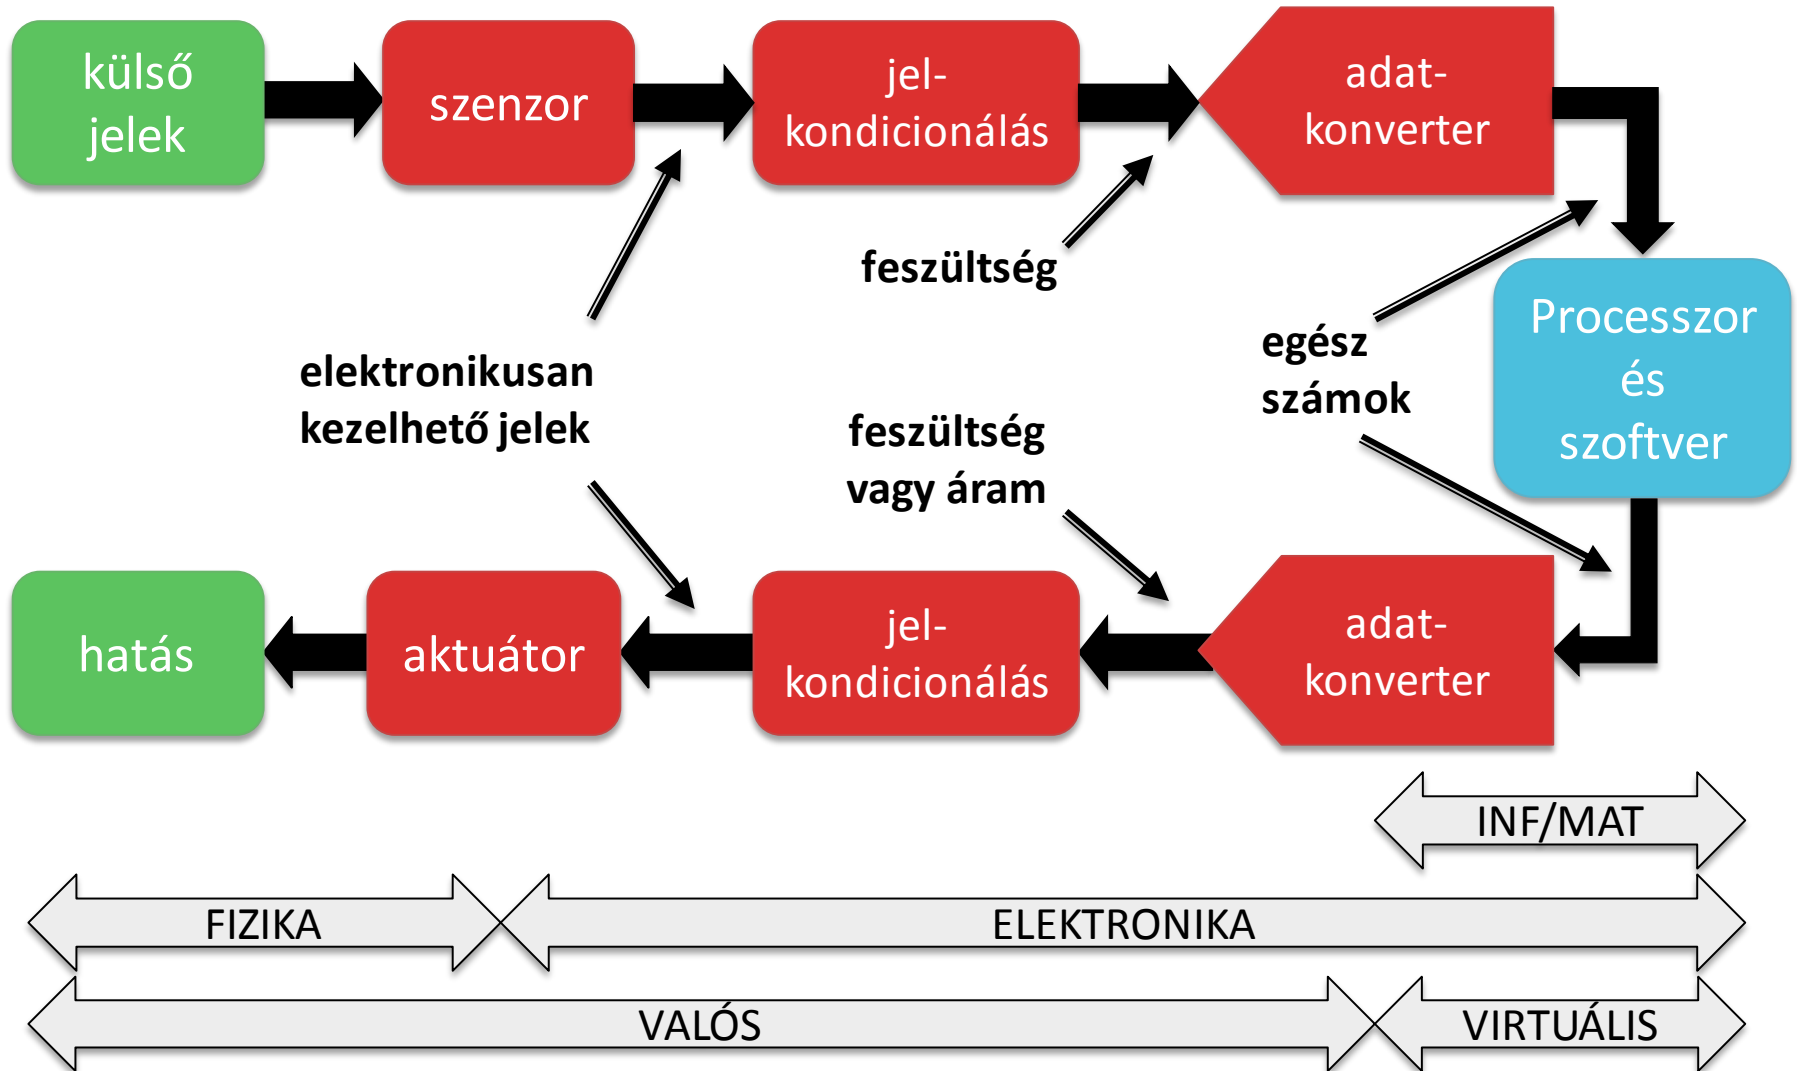 külső
jelek
szenzor
jel-
kondicionálás
adat-
konverter
feszültség
elektronikusan
kezelhető jelek
feszültség
vagy áram
egész
számok
Processzor
és
szoftver
hatás
aktuátor
jel-
kondicionálás
adat-
konverter
INF/MAT
FIZIKA
ELEKTRONIKA
VALÓS
VIRTUÁLIS